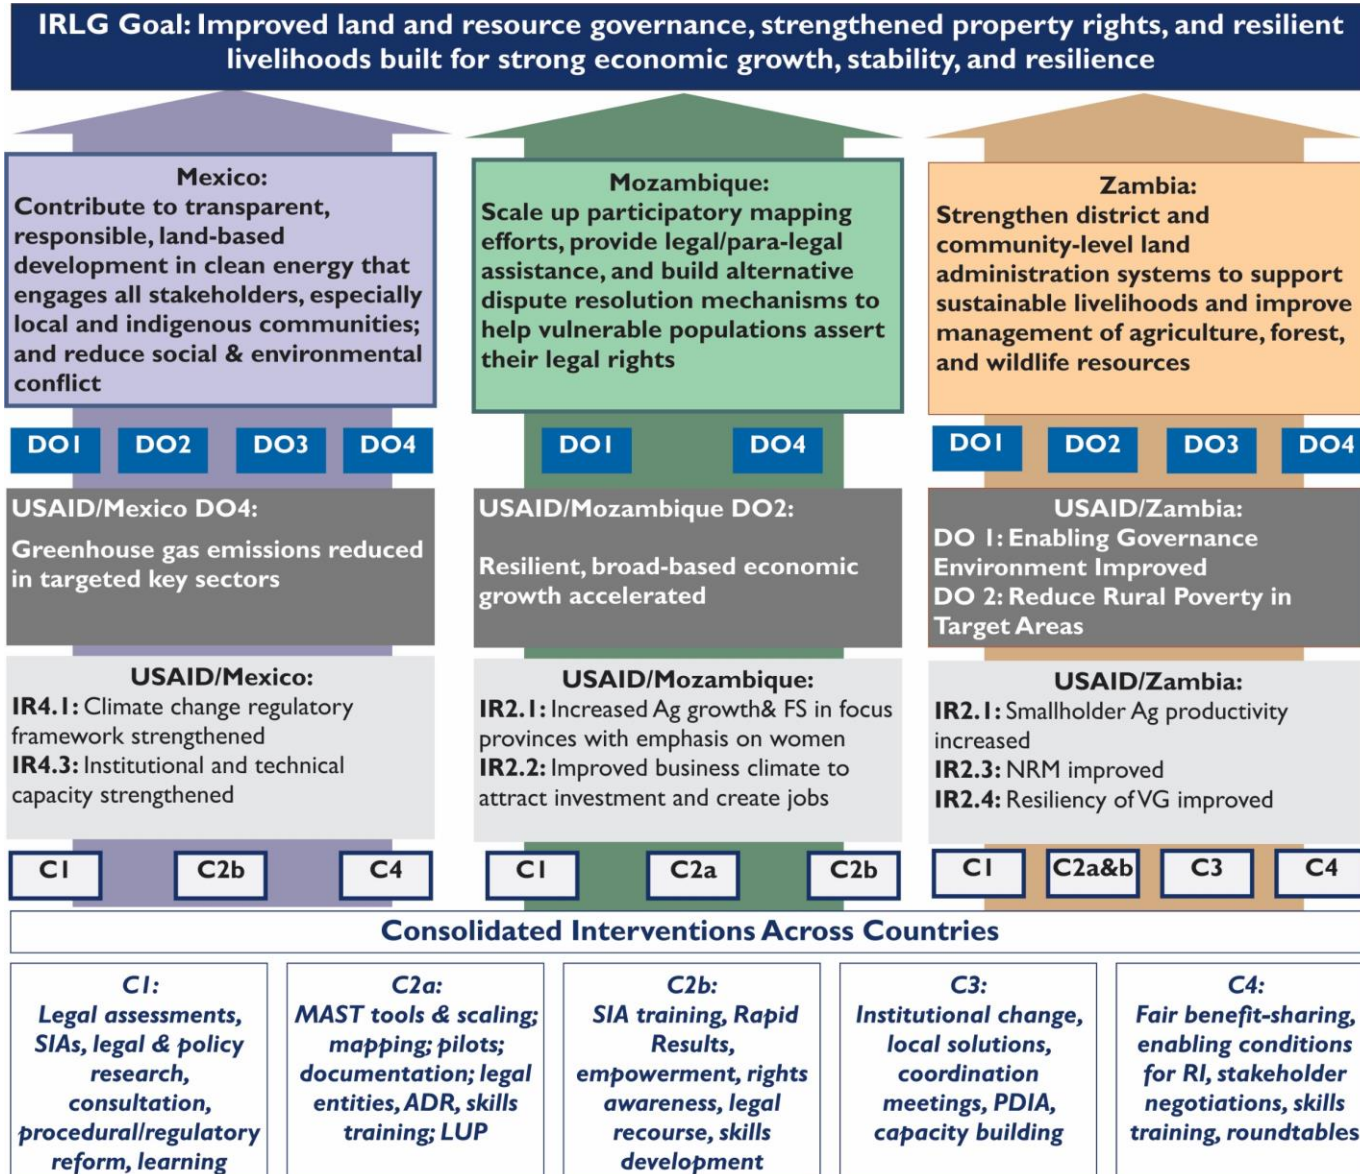 IRLG Goal: Improved land and resource governance, strengthened property rights, and resilient
livelihoods built for strong economic growth, stability, and resilience
Mexico:
Contribute to transparent,
responsible, land-based
development in clean energy that
engages all stakeholders, especially
local and indigenous communities;
and reduce social & environmental
conflict
Mozambique:
Scale up participatory mapping
efforts, provide legal/para-legal
assistance, and build alternative
dispute resolution mechanisms to
help vulnerable populations assert
their legal rights
Zambia:
Strengthen district and
community-level land
administration systems to support
sustainable livelihoods and improve
management of agriculture, forest,
and wildlife resources
DO1 DO2 DO3 DO4
DO1 DO4
DO1 DO2 DO3 DO4
USAID/Mexico DO4:
Greenhouse gas emissions reduced
in targeted key sectors
USAID/Mozambique DO2:
Resilient, broad-based economic
growth accelerated
USAID/Zambia:
DO 1: Enabling Governance
Environment Improved
DO 2: Reduce Rural Poverty in
Target Areas
USAID/Mexico:
IR4.1: Climate change regulatory
framework strengthened
IR4.3: Institutional and technical
capacity strengthened
USAID/Mozambique:
IR2.1: Increased Ag growth& FS in focus
provinces with emphasis on women
IR2.2: Improved business climate to
attract investment and create jobs
USAID/Zambia:
IR2.1: Smallholder Ag productivity
increased
IR2.3: NRM improved
IR2.4: Resiliency of VG improved
C1 C2b C4
C1 C2a C2b
C1 C2a&b C3 C4
Consolidated Interventions Across Countries
C1:
Legal assessments,
SIAs, legal & policy
research,
consultation,
procedural/regulatory
reform, learning
C2a:
MAST tools & scaling;
mapping; pilots;
documentation; legal
entities, ADR, skills
training; LUP
C2b:
SIA training, Rapid
Results,
empowerment, rights
awareness, legal
recourse, skills
development
C3:
Institutional change,
local solutions,
coordination
meetings, PDIA,
capacity building
C4:
Fair benefit-sharing,
enabling conditions
for RI, stakeholder
negotiations, skills
training, roundtables